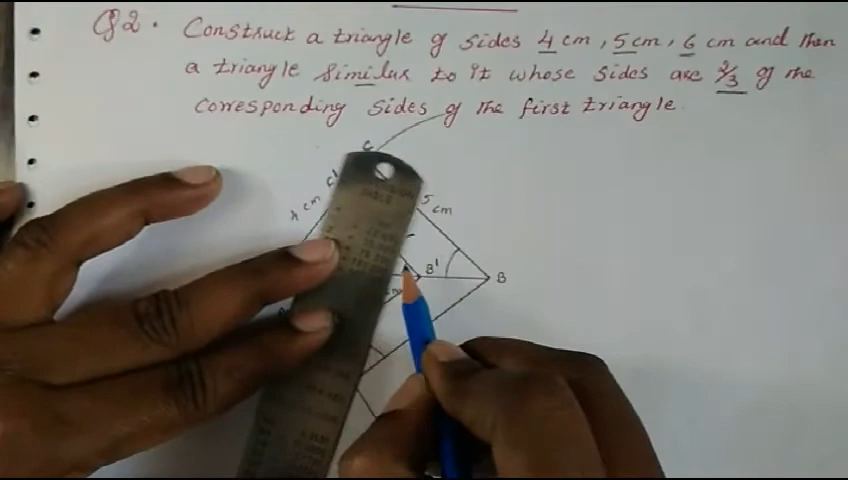 Q2. Construct a triangle of sides 4 cm, 5 cm, 6 cm and then
a triangle similar to it whose sides are 2/3 of the
corresponding sides of the first triangle.
C
C'
4 cm
5 cm
B'
B